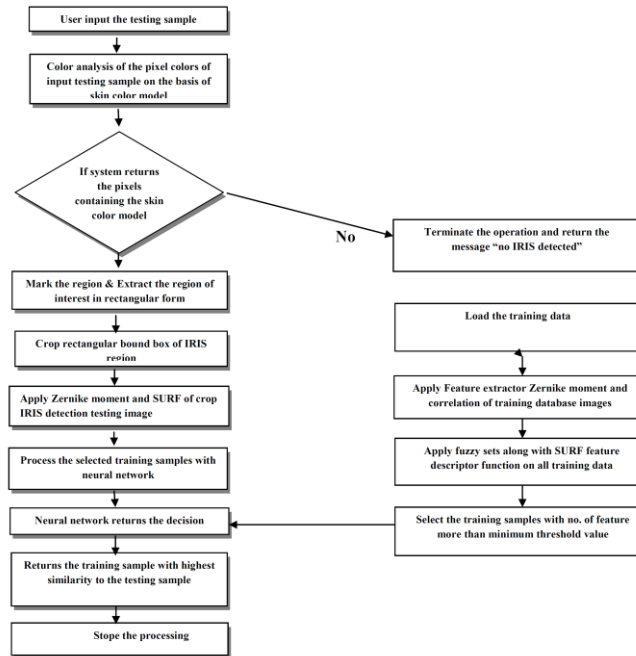 User input the testing sample
Color analysis of the pixel colors of
input testing sample on the basis of
skin color model
If system returns
the pixels
containing the skin
color model
No
Terminate the operation and return the
message “no IRIS detected”
Mark the region & Extract the region of
interest in rectangular form
Crop rectangular bound box of IRIS
region
Apply Zernike moment and SURF of crop
IRIS detection testing image
Process the selected training samples with
neural network
Neural network returns the decision
Returns the training sample with highest
similarity to the testing sample
Stope the processing
Load the training data
Apply Feature extractor Zernike moment and
correlation of training database images
Apply fuzzy sets along with SURF feature
descriptor function on all training data
Select the training samples with no. of feature
more than minimum threshold value